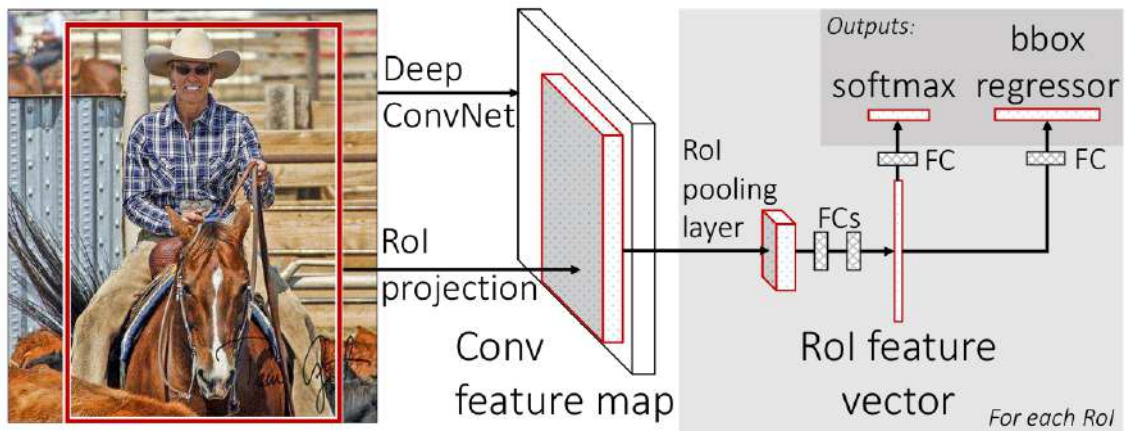 Deep
ConvNet
RoI
projection
Conv
feature map
RoI
pooling
layer
FCs
RoI feature
vector
For each RoI
Outputs:
softmax
bbox
regressor
FC
FC